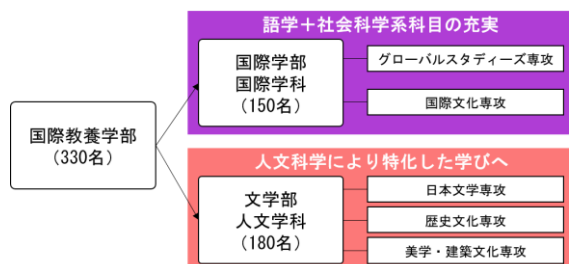 語学＋社会科学系科目の充実
国際学部
国際学科
(150名)
グローバルスタディーズ専攻
国際文化専攻
国際教養学部
(330名)
人文科学により特化した学びへ
文学部
人文学科
(180名)
日本文学専攻
歴史文化専攻
美学・建築文化専攻